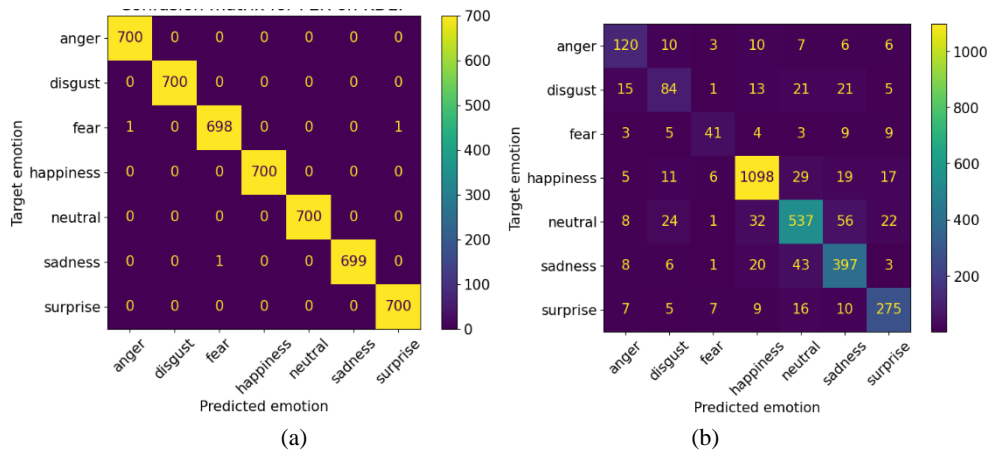 700
anger 700 0 0 0 0 0 0
600
disgust 0 700 0 0 0 0 0
500
fear 1 0 698 0 0 0 1
400
happiness 0 0 0 700 0 0 0
300
neutral 0 0 0 0 700 0 0
200
sadness 0 0 1 0 0 699 0
100
surprise 0 0 0 0 0 0 700
0
Target emotion
anger disgust fear happiness neutral sadness surprise
Predicted emotion
(a)
anger 120 10 3 10 7 6 6
1000
disgust 15 84 1 13 21 21 5
800
fear 3 5 41 4 3 9 9
600
happiness 5 11 6 1098 29 19 17
neutral 8 24 1 32 537 56 22
400
sadness 8 6 1 20 43 397 3
200
surprise 7 5 7 9 16 10 275
Target emotion
anger disgust fear happiness neutral sadness surprise
Predicted emotion
(b)